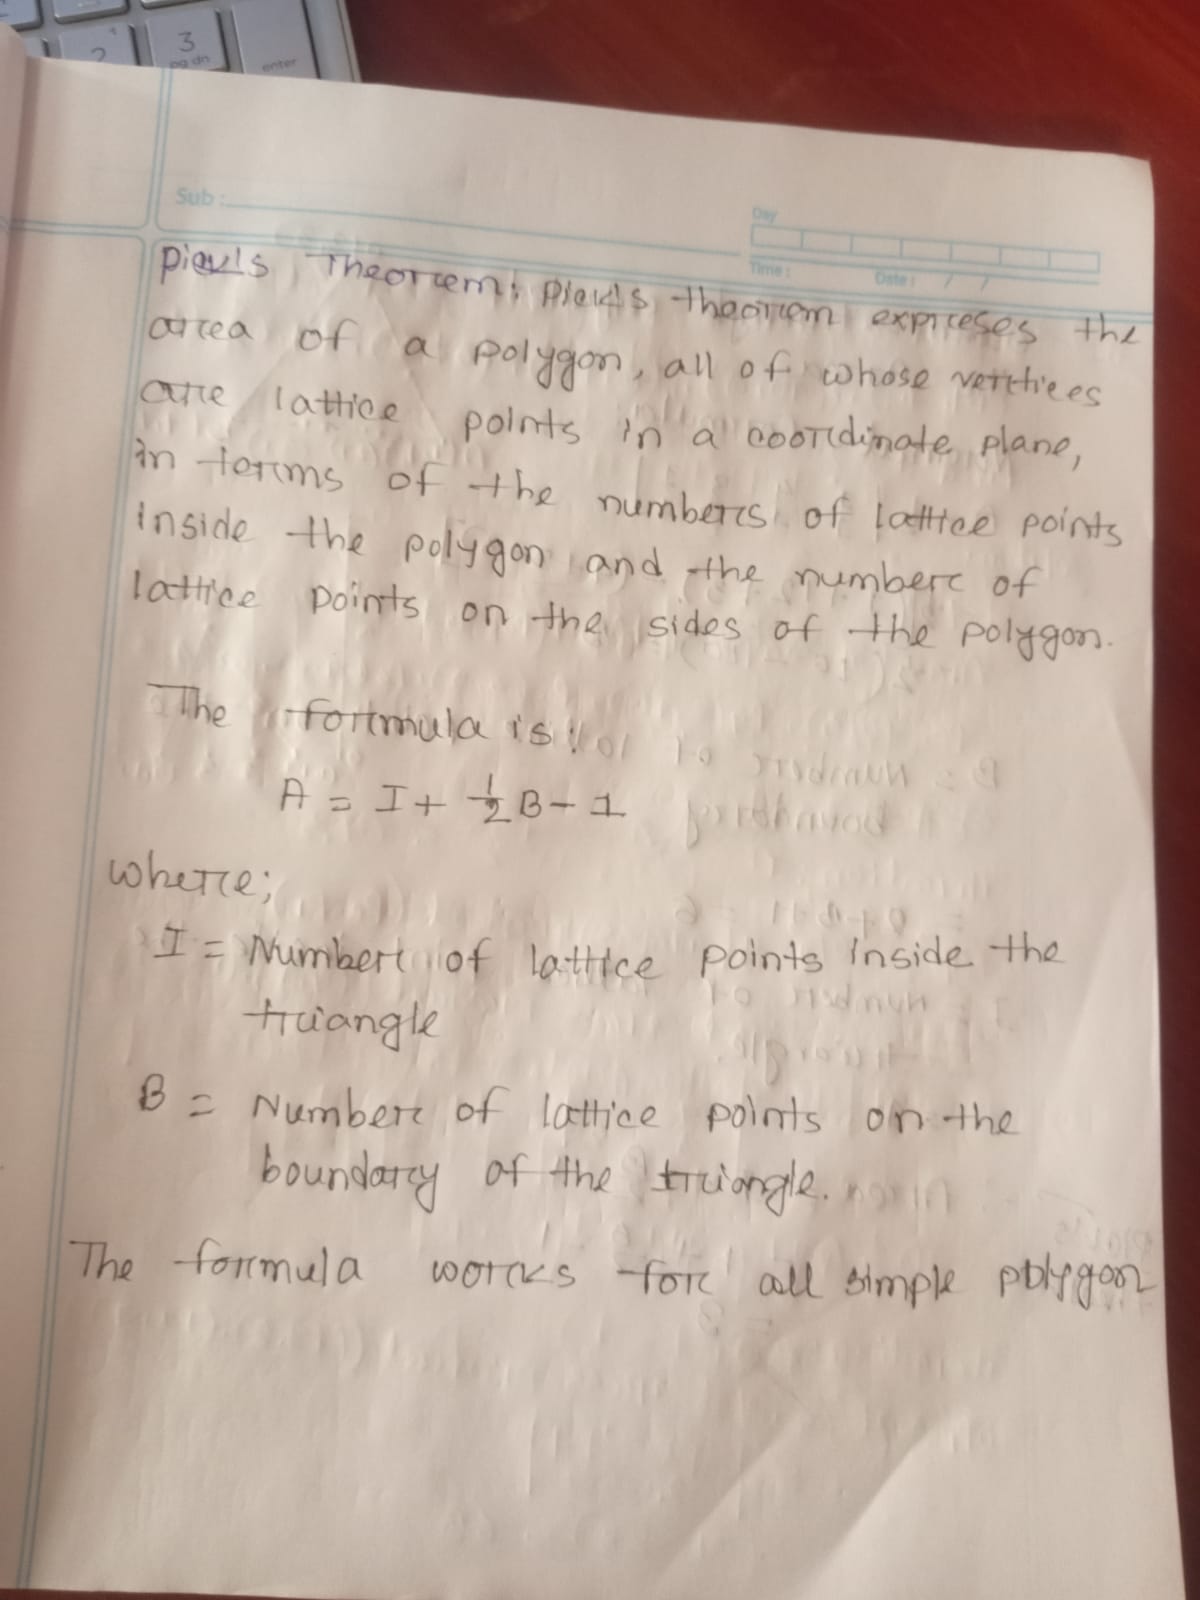 2 3
pg dn enter
Sub :
Day
Time : Date : / /
Pick's Theorem: Pick's theorem expreses the
area of a polygon, all of whose vertices
are lattice points in a coordinate plane,
in terms of the numbers of lattice points
inside the polygon and the number of
lattice points on the sides of the polygon.
The formula is:
A = I + 1/2 B - 1
where;
I = Number of lattice points inside the
triangle
B = Number of lattice points on the
boundary of the triangle.
The formula works for all simple polygon